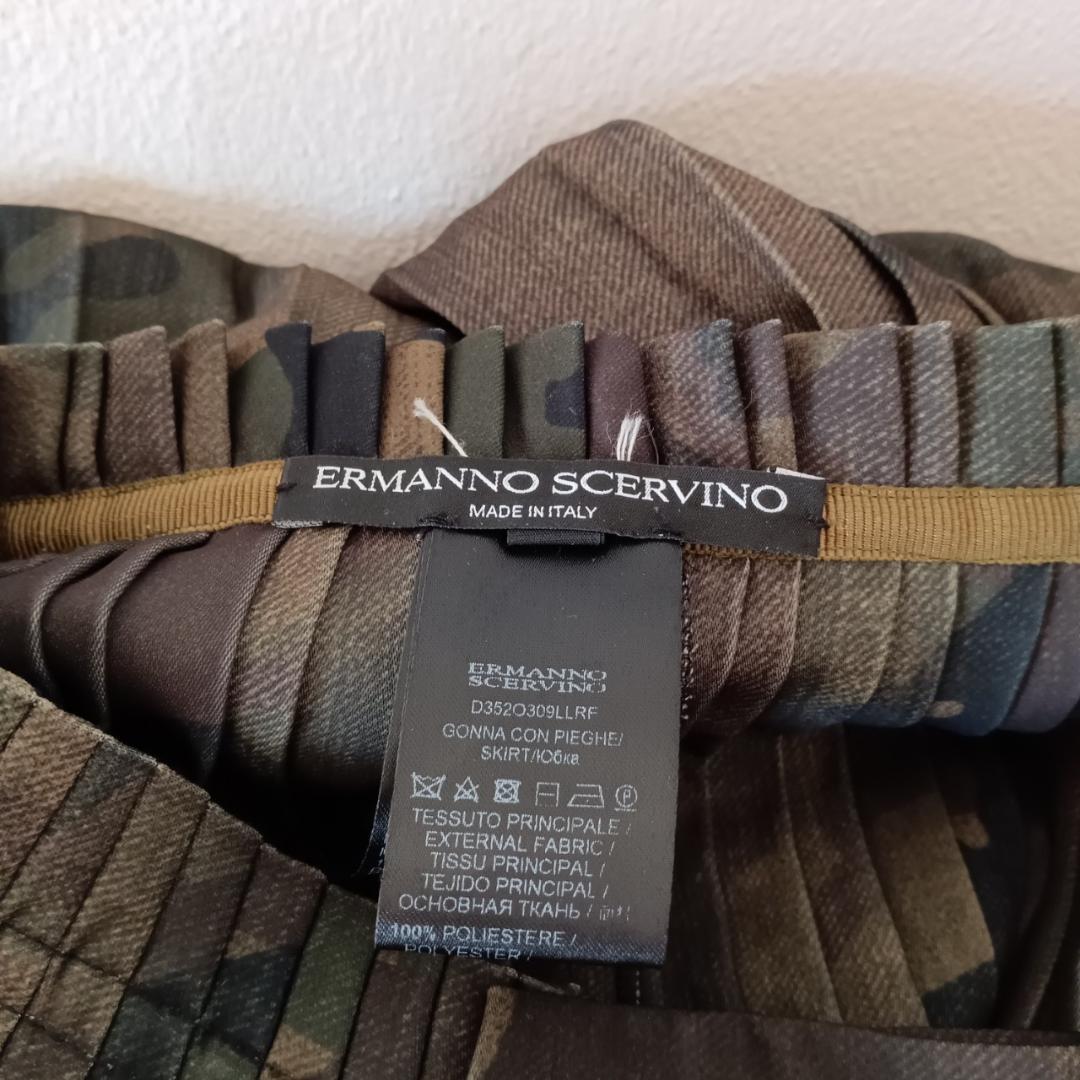 ERMANNO SCERVINO
MADE IN ITALY
ERMANNO
SCERVINO
D352O309LLRF
GONNA CON PIEGHE/
SKIRT/Юбка
TESSUTO PRINCIPALE /
EXTERNAL FABRIC /
TISSU PRINCIPAL /
TEJIDO PRINCIPAL /
ОСНОВНАЯ ТКАНЬ /
100% POLIESTERE /
POLYESTER /